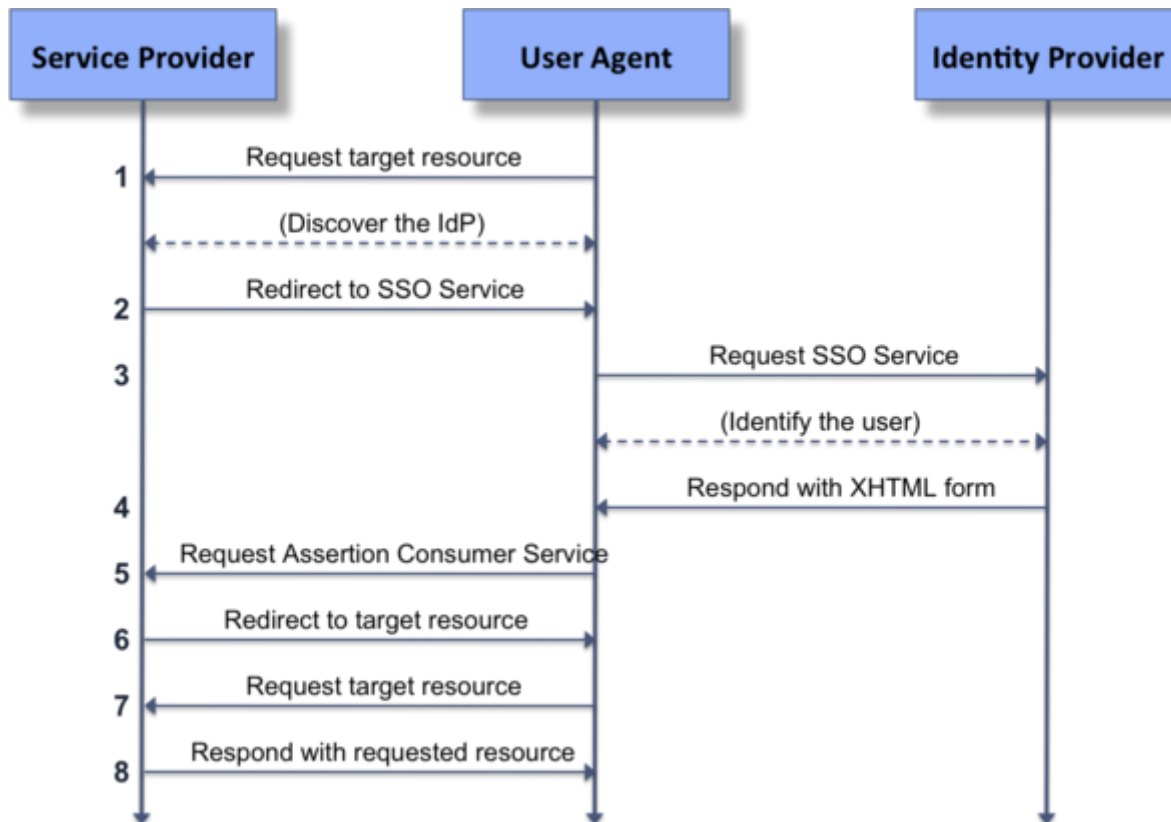 Service Provider
User Agent
Identity Provider
Request target resource
1
(Discover the IdP)
Redirect to SSO Service
2
Request SSO Service
3
(Identify the user)
Respond with XHTML form
4
Request Assertion Consumer Service
5
Redirect to target resource
6
Request target resource
7
Respond with requested resource
8